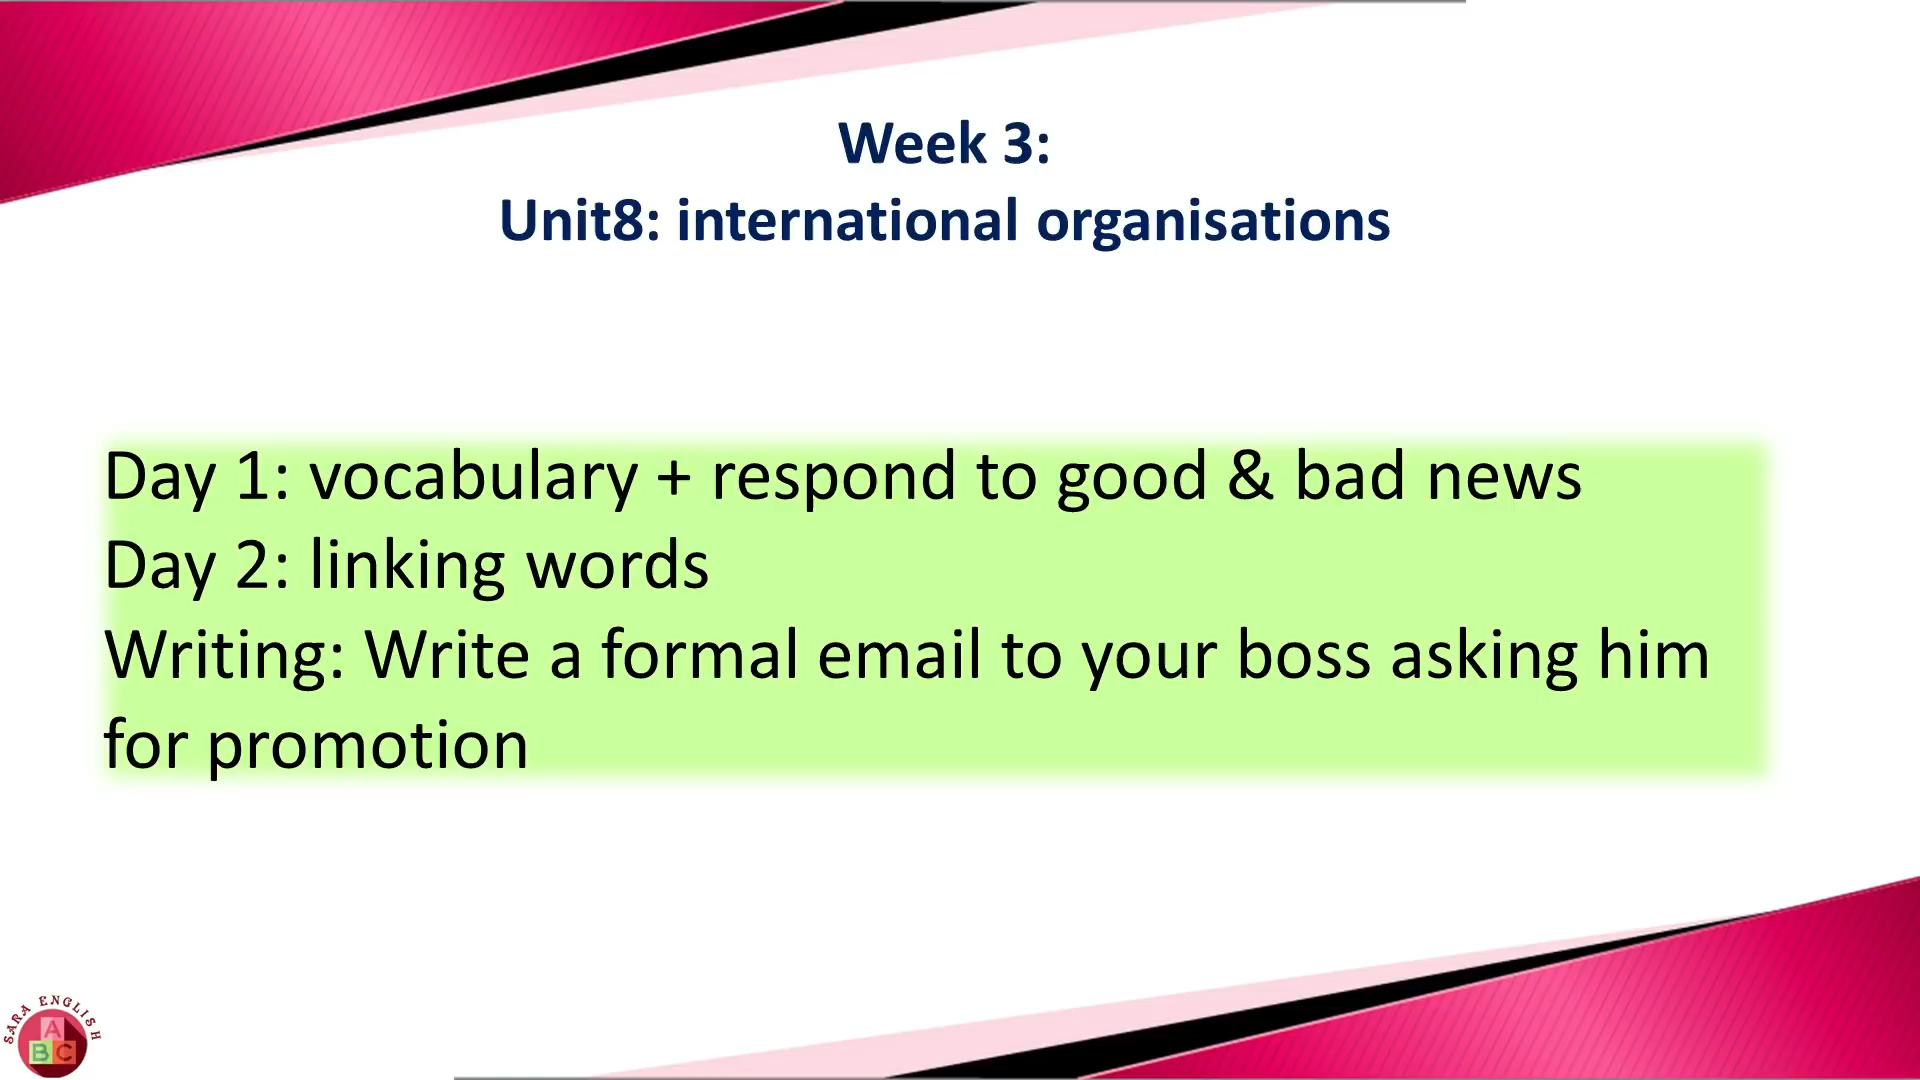 Week 3:
Unit8: international organisations
Day 1: vocabulary + respond to good & bad news
Day 2: linking words
Writing: Write a formal email to your boss asking him
for promotion
SARA ENGLISH
A
BC